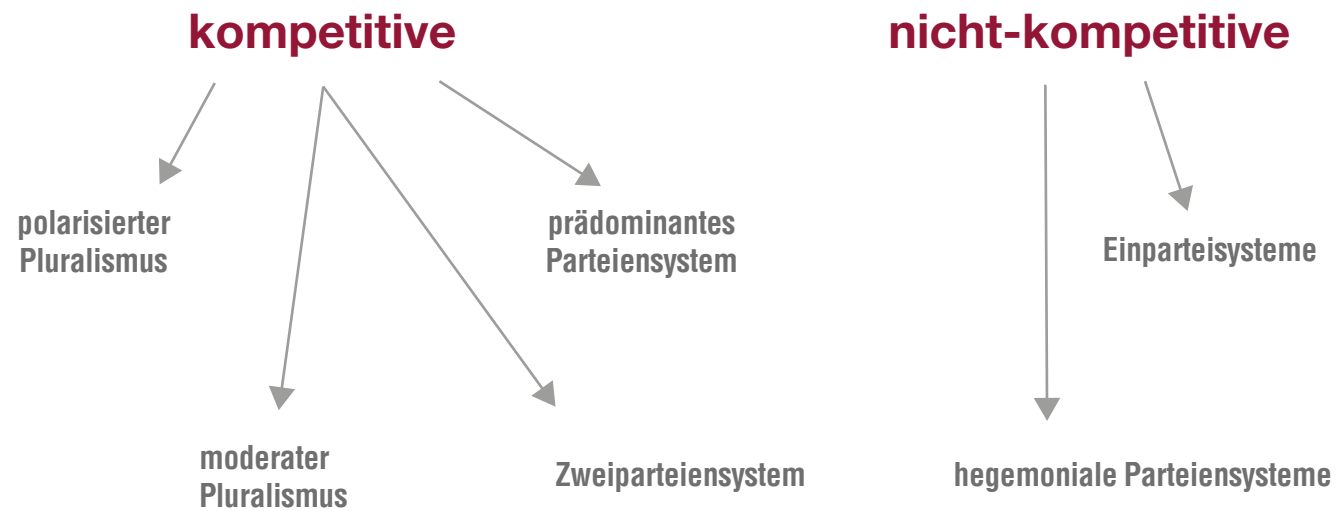 kompetitive
nicht-kompetitive
polarisierter
Pluralismus
prädominantes
Parteiensystem
Einparteisysteme
moderater
Pluralismus
Zweiparteiensystem
hegemoniale Parteiensysteme